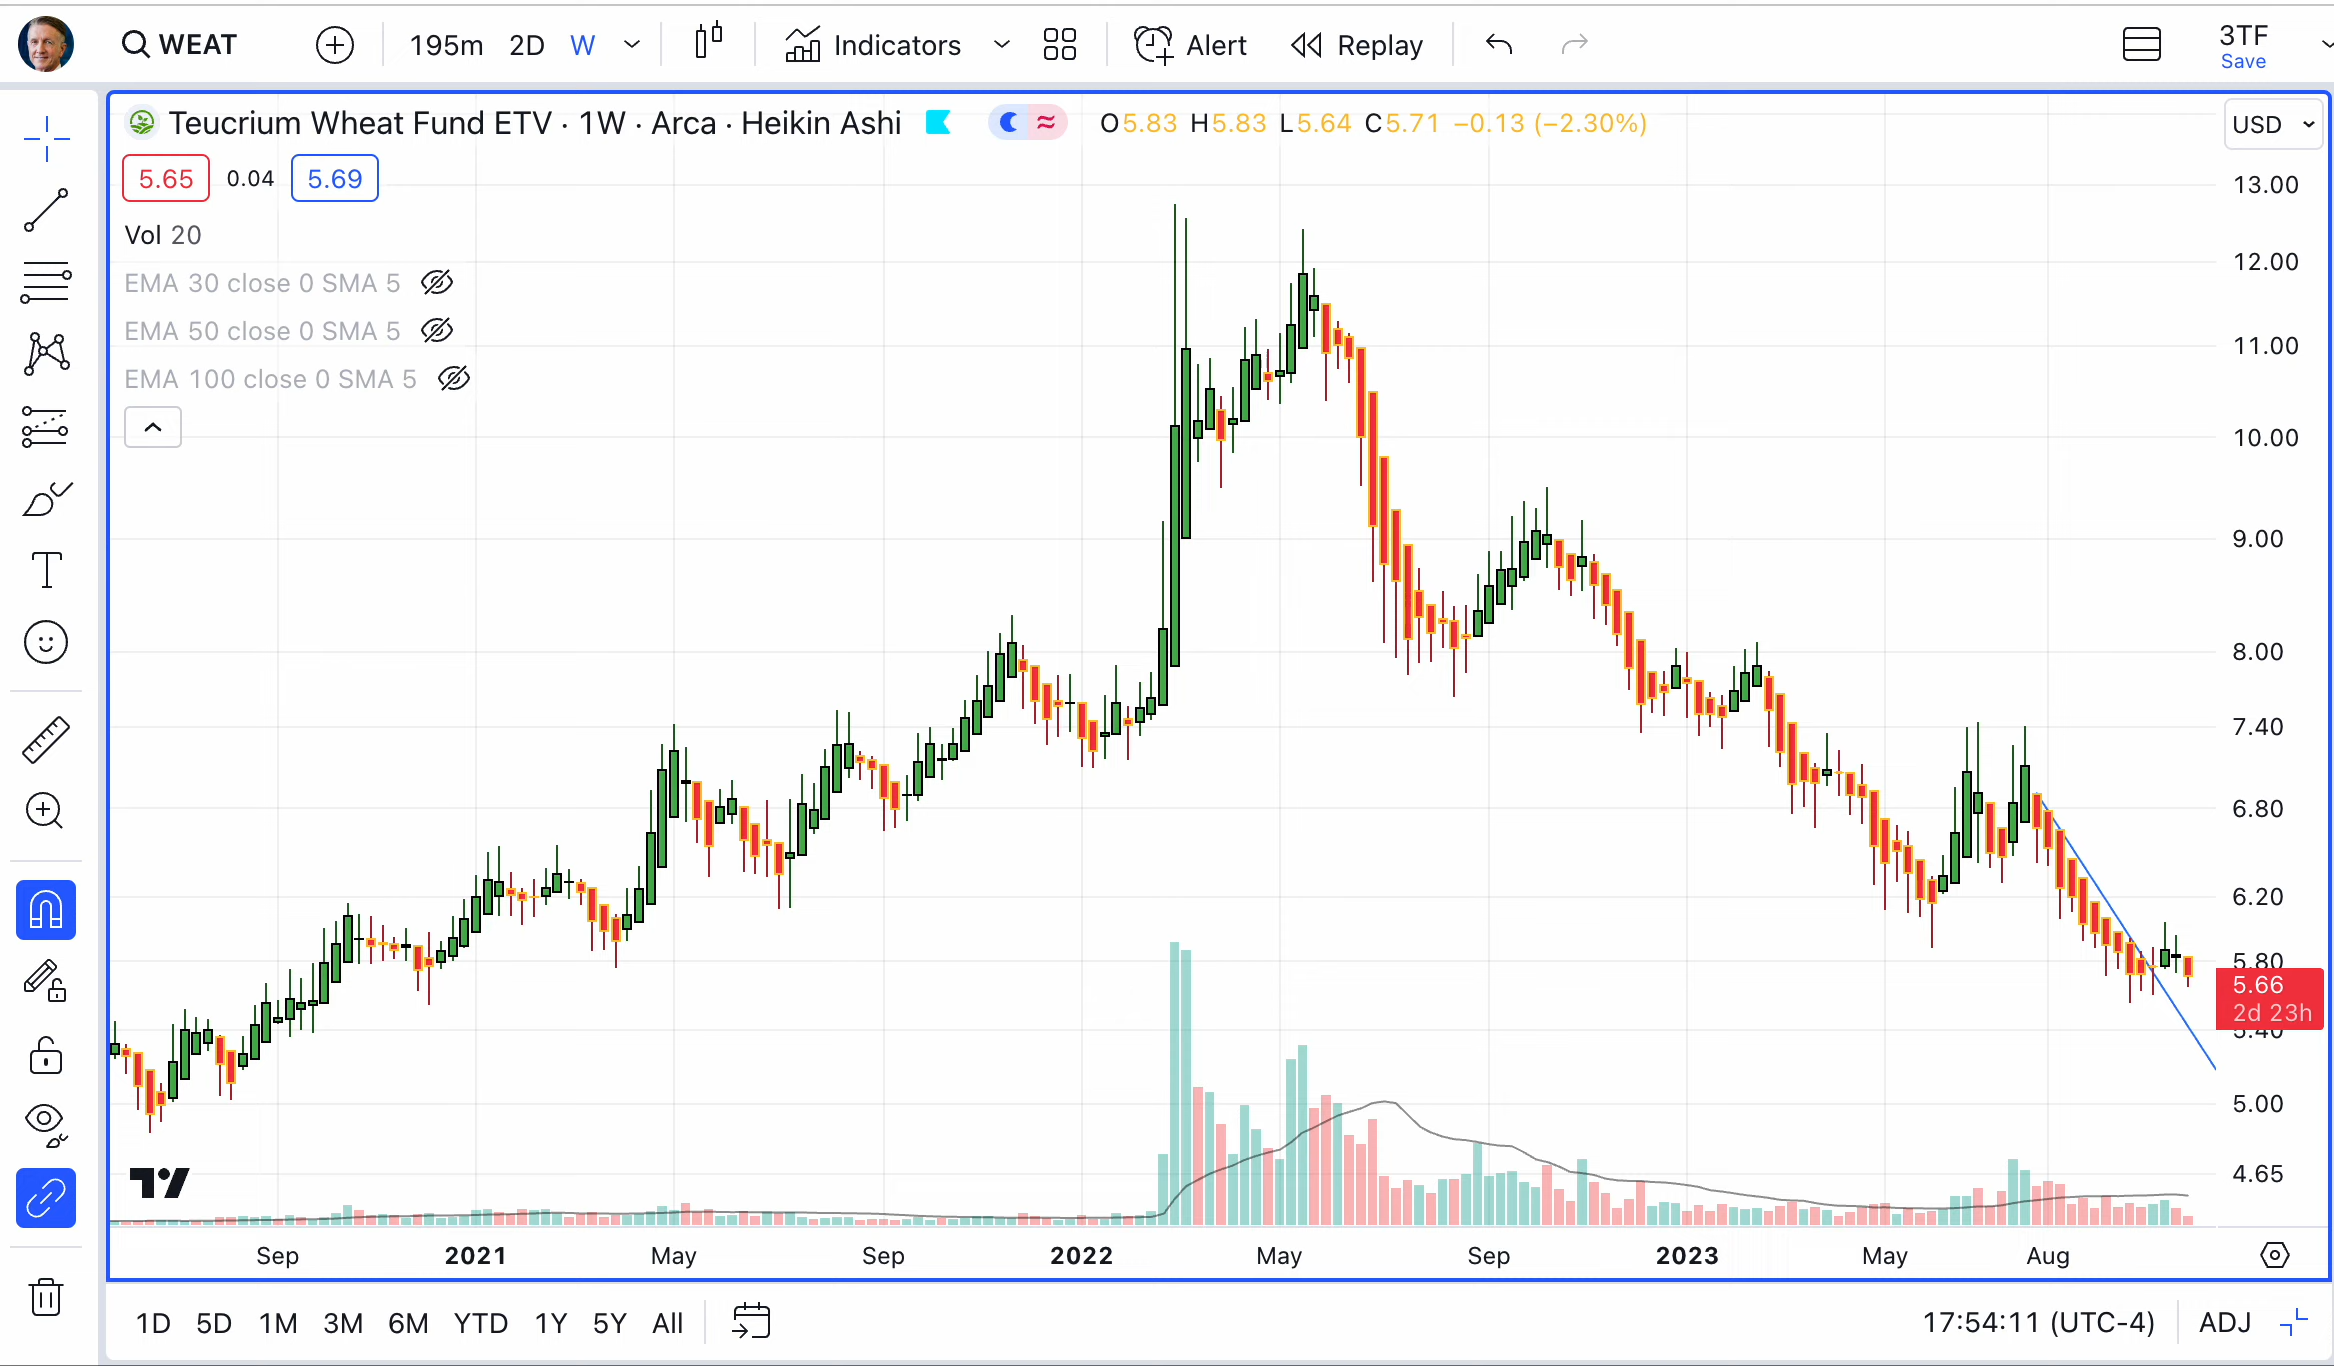 WEAT 195m 2D W Indicators Alert Replay 3TF
Save
Teucrium Wheat Fund ETV · 1W · Arca · Heikin Ashi O5.83 H5.83 L5.64 C5.71 −0.13 (−2.30%) USD
5.65 0.04 5.69
Vol 20
EMA 30 close 0 SMA 5
EMA 50 close 0 SMA 5
EMA 100 close 0 SMA 5
13.00
12.00
11.00
10.00
9.00
8.00
7.40
6.80
6.20
5.80
5.66
2d 23h
5.40
5.00
4.65
Sep 2021 May Sep 2022 May Sep 2023 May Aug
1D 5D 1M 3M 6M YTD 1Y 5Y All 17:54:11 (UTC-4) ADJ